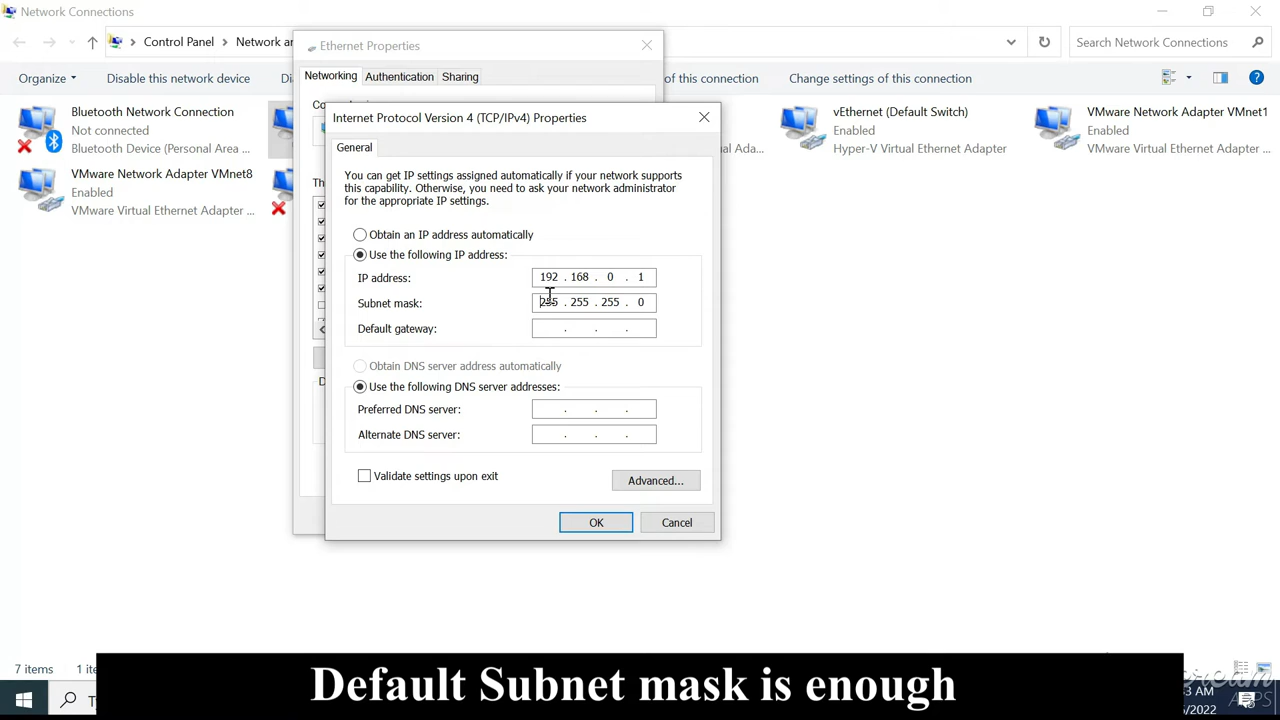 Network Connections
Control Panel
Network an
Search Network Connections
Organize
Disable this network device
Di
of this connection
Change settings of this connection
Bluetooth Network Connection
Not connected
Bluetooth Device (Personal Area ...
VMware Network Adapter VMnet8
Enabled
VMware Virtual Ethernet Adapter ...
Ethernet Properties
Networking
Authentication
Sharing
Internet Protocol Version 4 (TCP/IPv4) Properties
General
You can get IP settings assigned automatically if your network supports
this capability. Otherwise, you need to ask your network administrator
for the appropriate IP settings.
Obtain an IP address automatically
Use the following IP address:
IP address: 192 . 168 . 0 . 1
Subnet mask: 255 . 255 . 255 . 0
Default gateway: . . .
Obtain DNS server address automatically
Use the following DNS server addresses:
Preferred DNS server: . . .
Alternate DNS server: . . .
Validate settings upon exit
Advanced...
OK
Cancel
vEthernet (Default Switch)
Enabled
Hyper-V Virtual Ethernet Adapter
VMware Network Adapter VMnet1
Enabled
VMware Virtual Ethernet Adapter ...
7 items
Default Subnet mask is enough
APPS